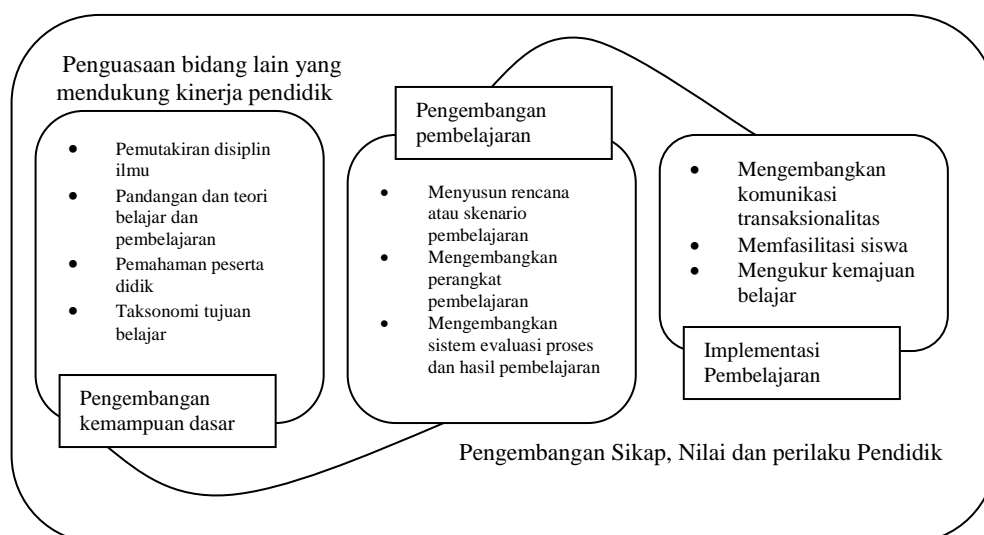 Penguasaan bidang lain yang
mendukung kinerja pendidik
• Pemutakiran disiplin
ilmu
• Pandangan dan teori
belajar dan
pembelajaran
• Pemahaman peserta
didik
• Taksonomi tujuan
belajar
Pengembangan
kemampuan dasar
Pengembangan
pembelajaran
• Menyusun rencana
atau skenario
pembelajaran
• Mengembangkan
perangkat
pembelajaran
• Mengembangkan
sistem evaluasi proses
dan hasil pembelajaran
• Mengembangkan
komunikasi
transaksionalitas
• Memfasilitasi siswa
• Mengukur kemajuan
belajar
Implementasi
Pembelajaran
Pengembangan Sikap, Nilai dan perilaku Pendidik